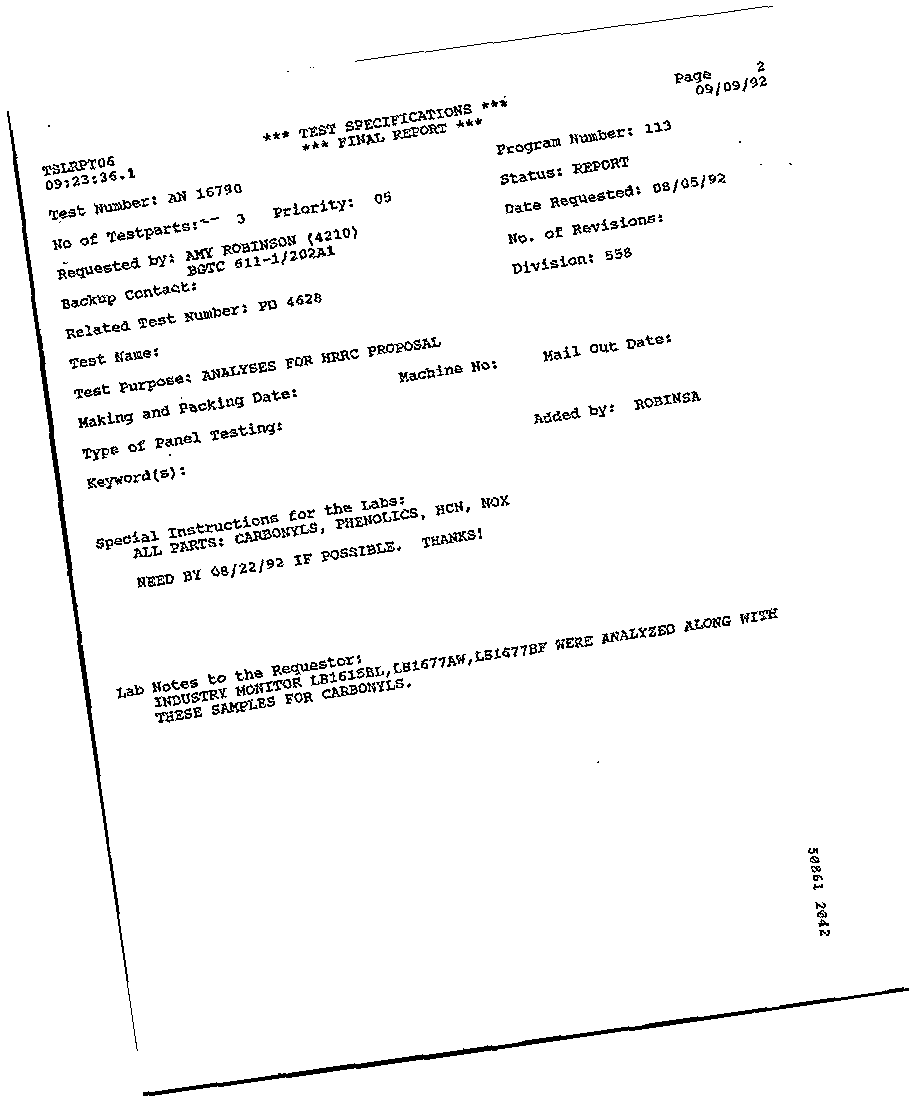 Page 2
09/09/92
*** TEST SPECIFICATIONS ***
*** FINAL REPORT ***
TSLRPT06
09:23:36.1
Program Number: 113
Test Number: AN 16790
Status: REPORT
No of Testparts:-- 3 Priority: 05
Date Requested: 08/05/92
Requested by: AMY ROBINSON (4210)
BGTC 611-1/202A1
No. of Revisions:
Backup Contact:
Division: 558
Related Test Number: PD 4628
Test Name:
Test Purpose: ANALYSES FOR HRRC PROPOSAL
Making and Packing Date: Machine No: Mail Out Date:
Type of Panel Testing:
Added by: ROBINSA
Keyword(s):
Special Instructions for the Labs:
ALL PARTS: CARBONYLS, PHENOLICS, HCN, NOX
NEED BY 08/22/92 IF POSSIBLE. THANKS!
Lab Notes to the Requestor:
INDUSTRY MONITOR LB1615BL,LB1677AW,LB1677BF WERE ANALYZED ALONG WITH
THESE SAMPLES FOR CARBONYLS.
50861 2042